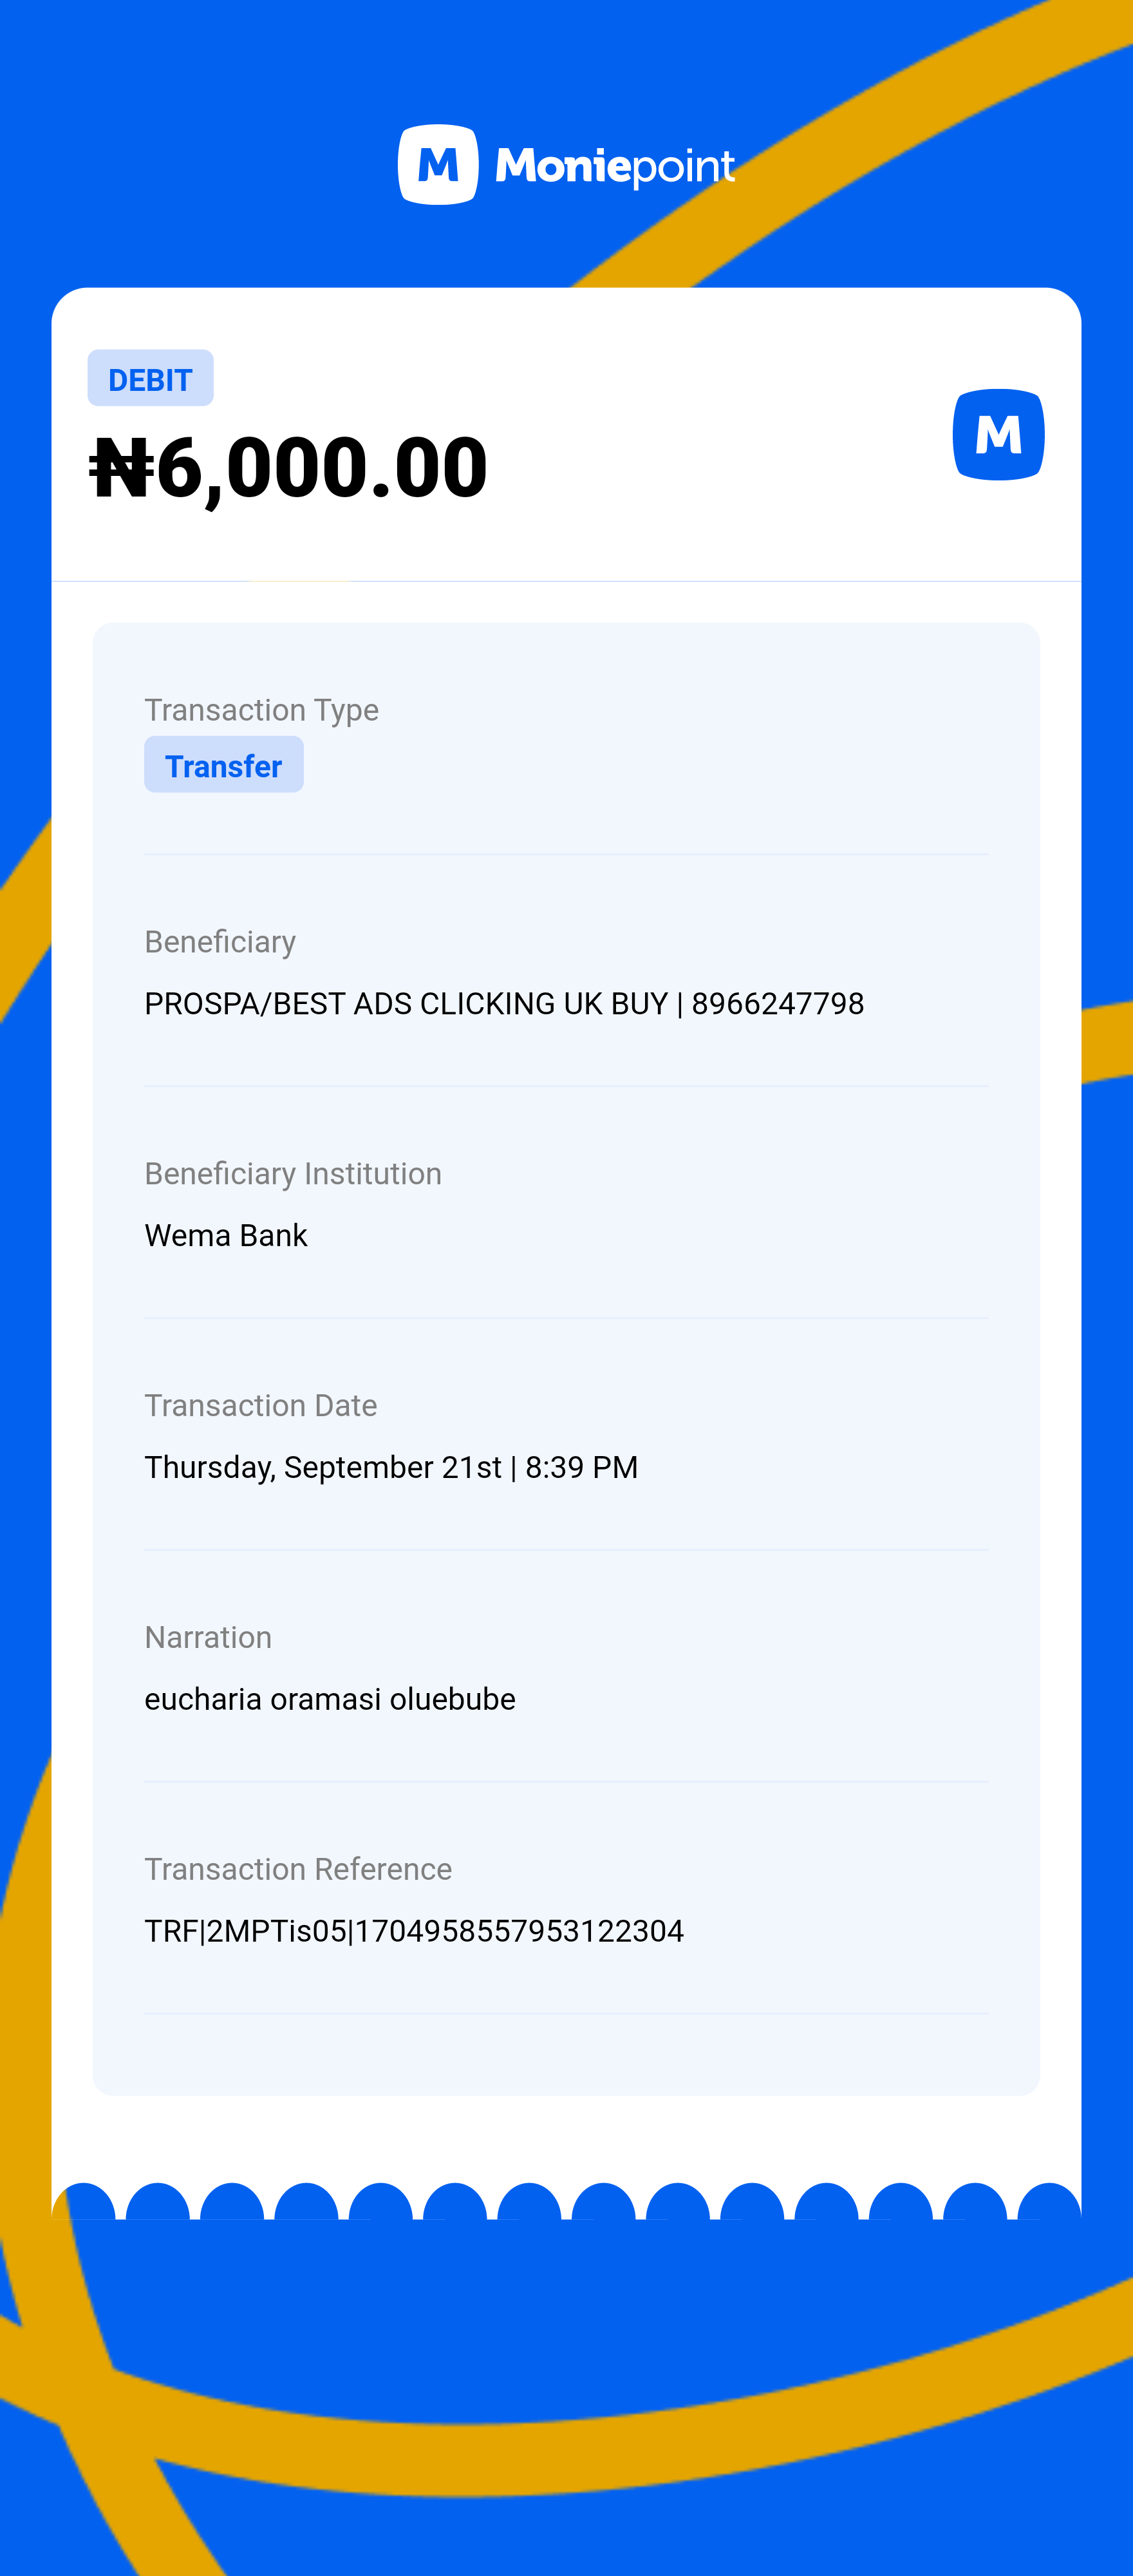 M Moniepoint
DEBIT
₦6,000.00
M
Transaction Type
Transfer
Beneficiary
PROSPA/BEST ADS CLICKING UK BUY | 8966247798
Beneficiary Institution
Wema Bank
Transaction Date
Thursday, September 21st | 8:39 PM
Narration
eucharia oramasi oluebube
Transaction Reference
TRF|2MPTis05|1704958557953122304